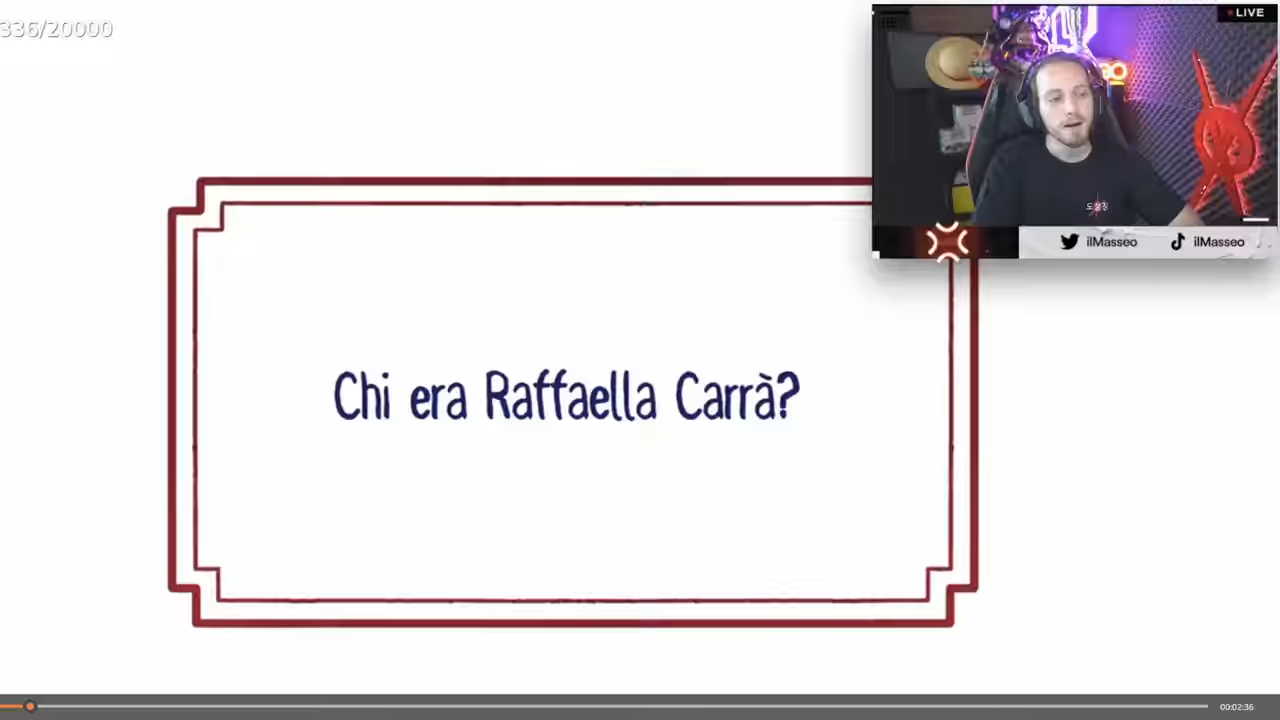 336/20000
LIVE
ilMasseo ilMasseo
Chi era Raffaella Carrà?
00:02:36